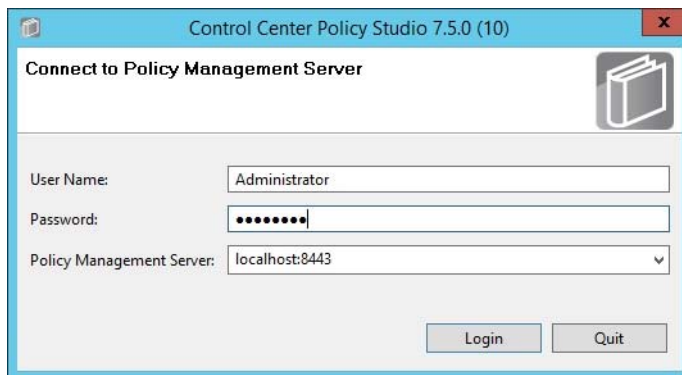 Control Center Policy Studio 7.5.0 (10)
x
Connect to Policy Management Server
User Name:
Administrator
Password:
●●●●●●●●
Policy Management Server:
localhost:8443
Login
Quit